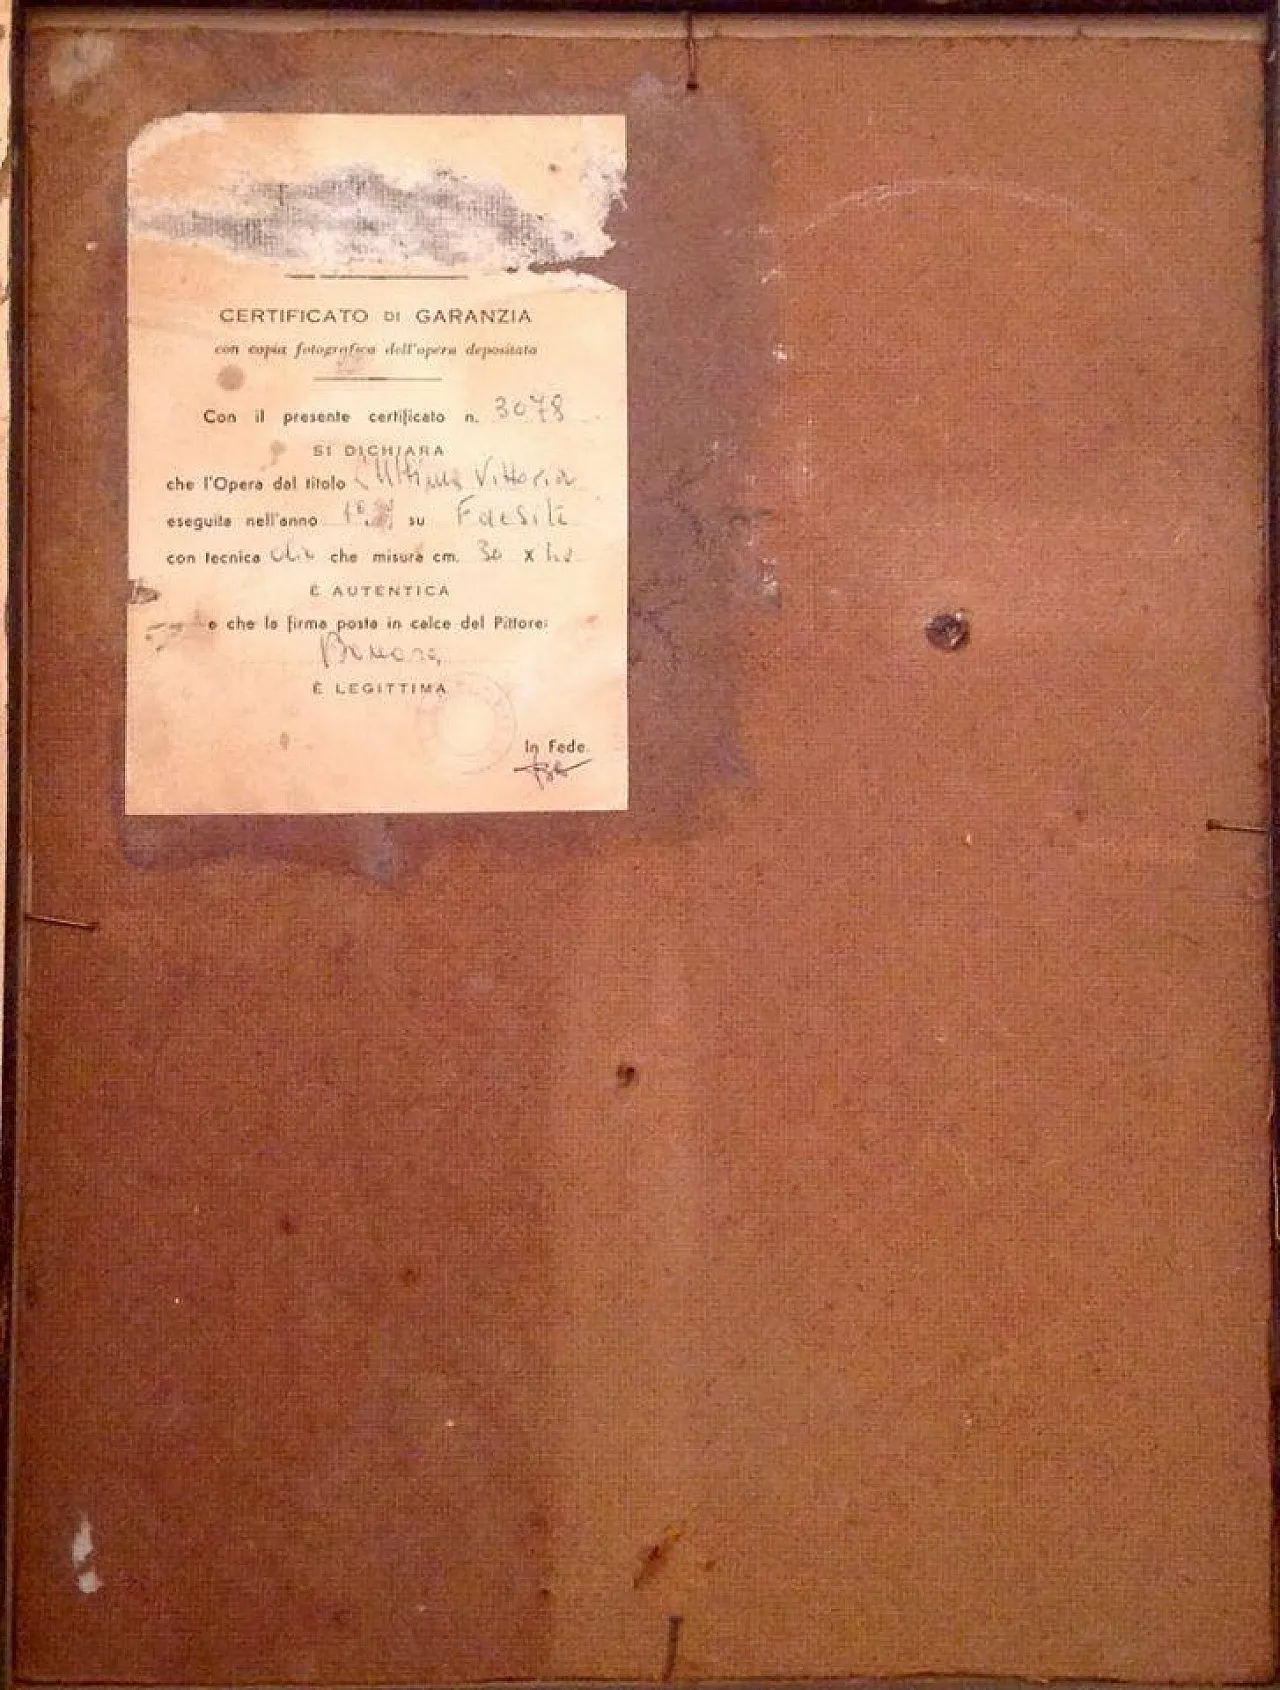 CERTIFICATO DI GARANZIA
con copia fotografica dell'opera depositata
Con il presente certificato n. 3078
SI DICHIARA
che l'Opera dal titolo L'Ultima Vittoria
eseguita nell'anno su Faesite
con tecnica olio che misura cm. 30 x
È AUTENTICA
e che la firma posta in calce del Pittore:
È LEGITTIMA
In Fede.